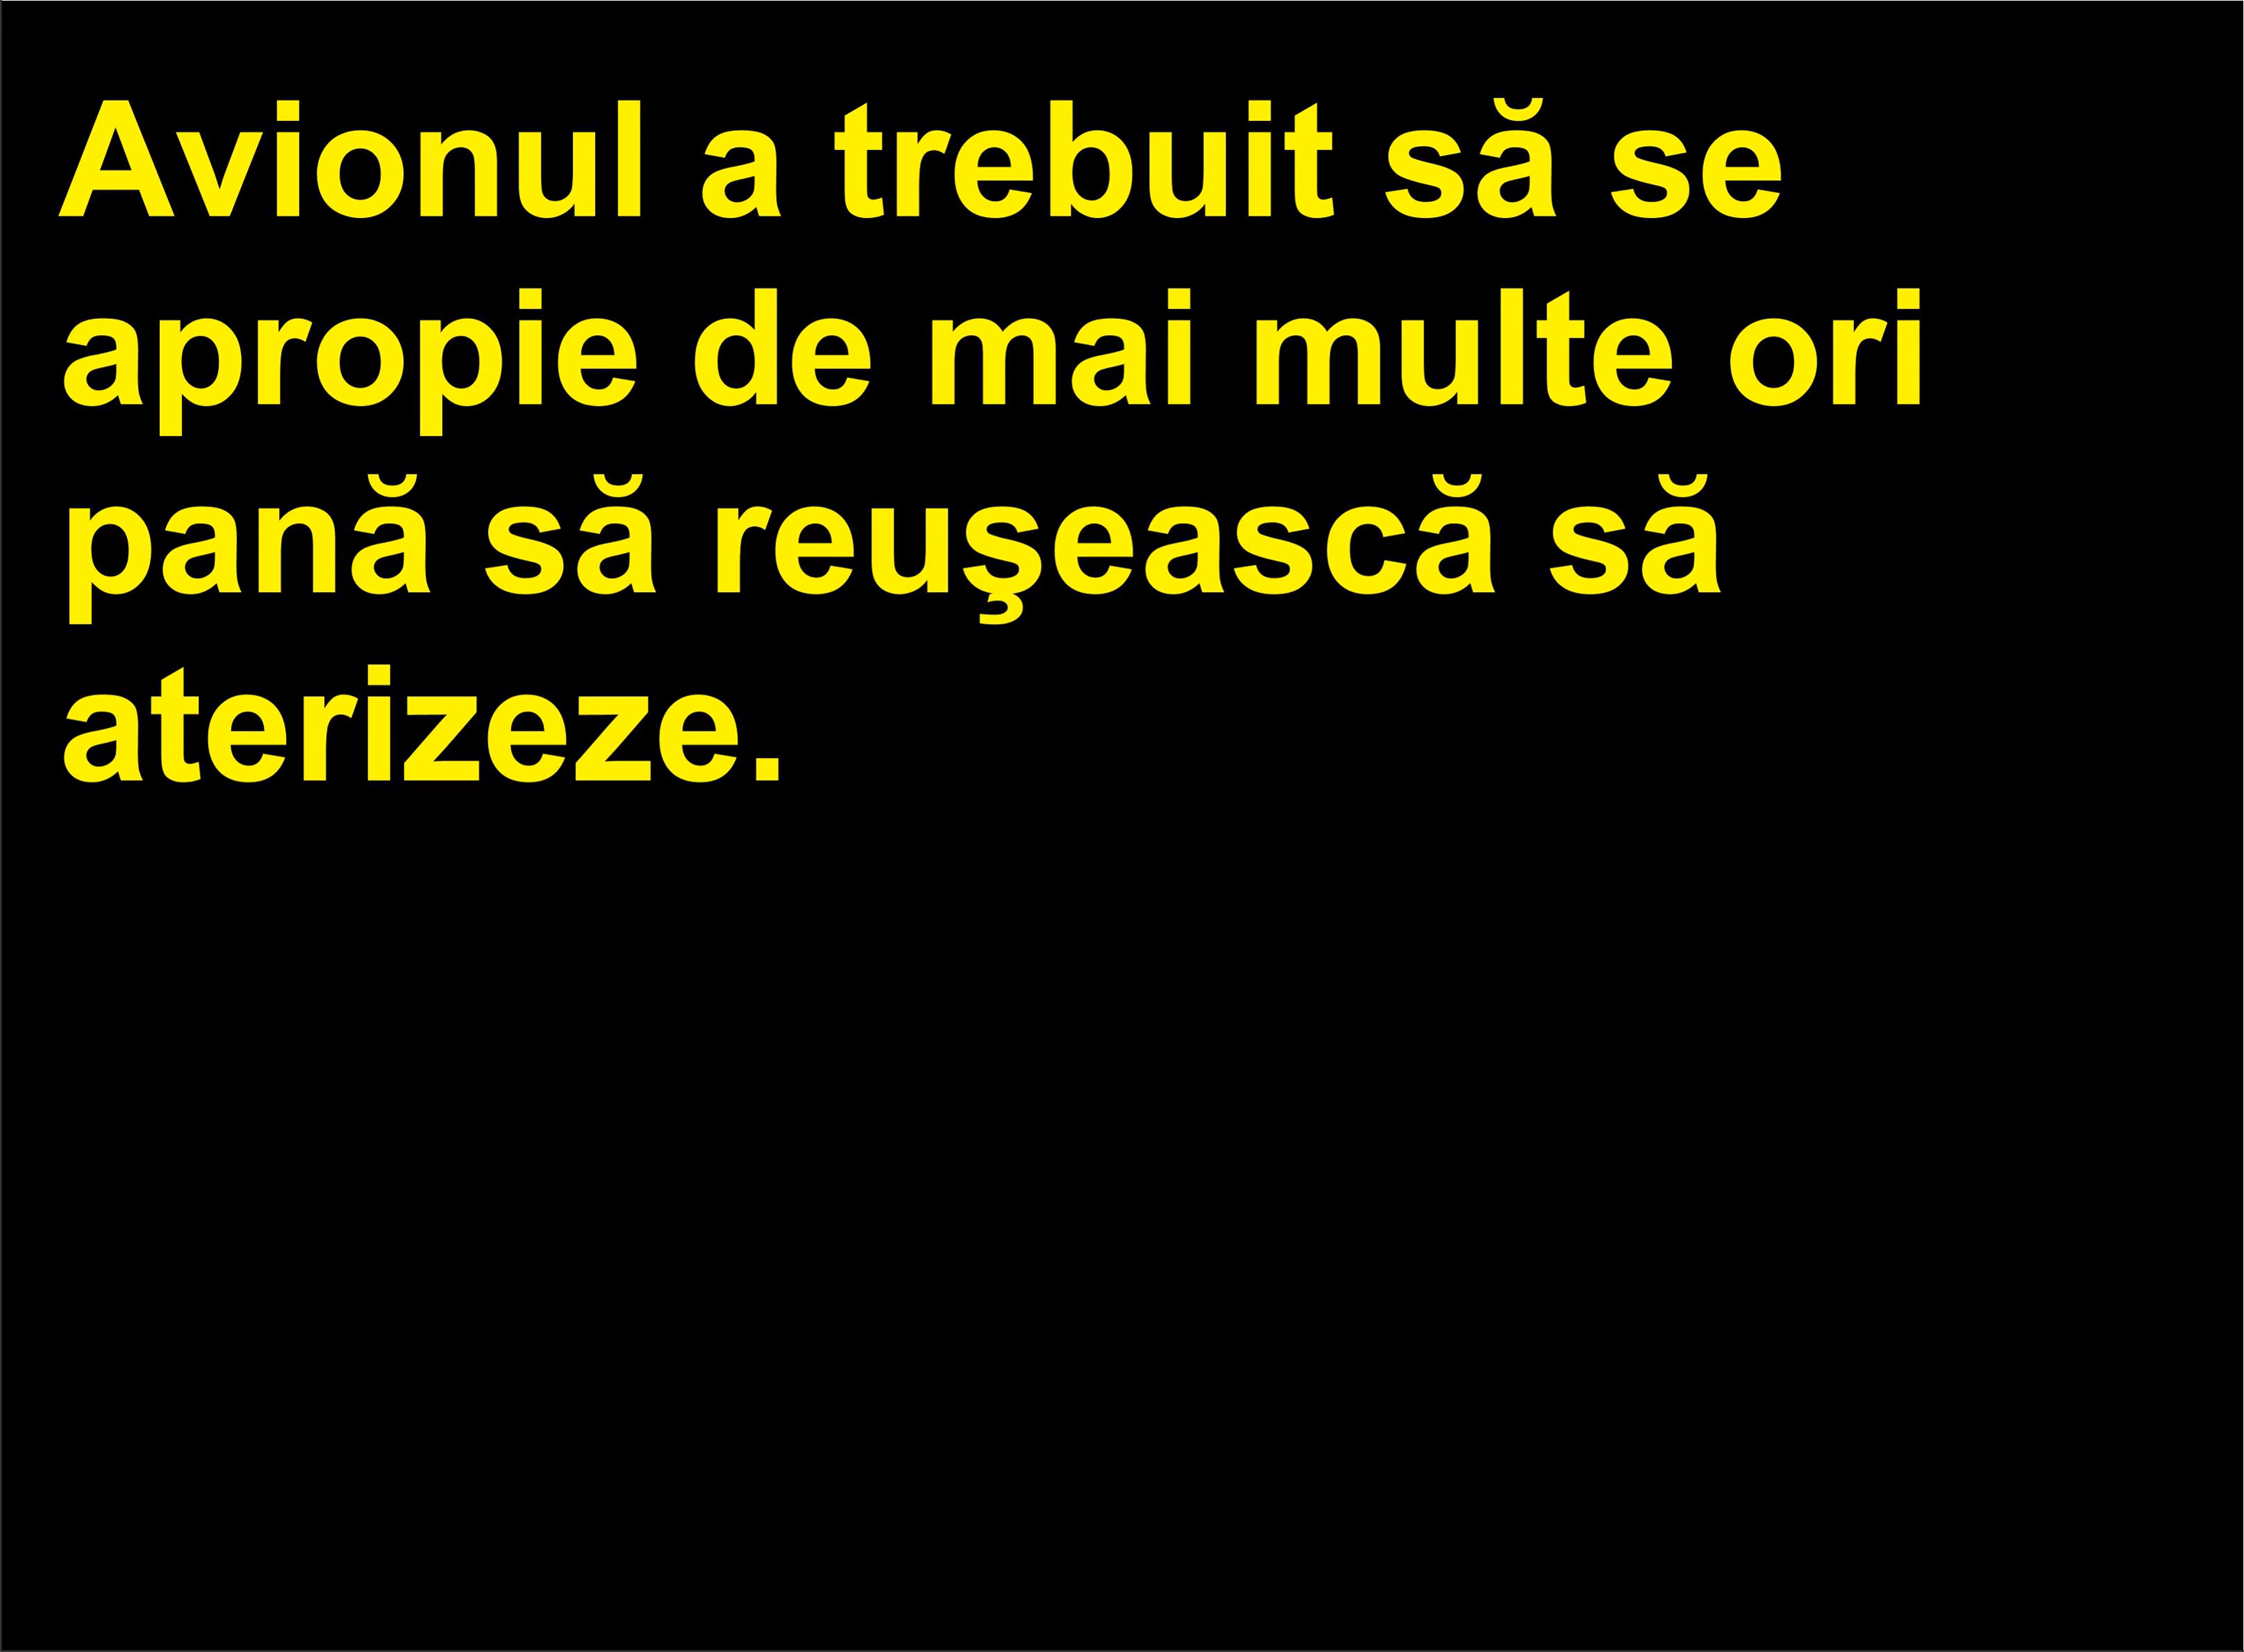 Avionul a trebuit să se
apropie de mai multe ori
pană să reuşească să
aterizeze.